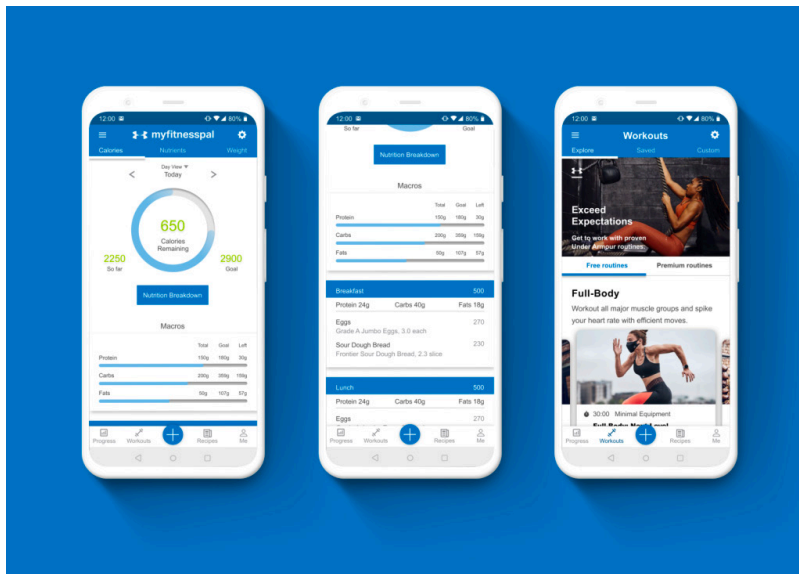 12:00
80%
myfitnesspal
Calories Nutrients Weight
Day View
Today
650
Calories
Remaining
2250
So far
2900
Goal
Nutrition Breakdown
Macros
Total Goal Left
Protein 150g 180g 30g
Carbs 200g 359g 159g
Fats 50g 107g 57g
Progress Workouts Recipes Me
12:00
80%
So far Goal
Nutrition Breakdown
Macros
Total Goal Left
Protein 150g 180g 30g
Carbs 200g 359g 159g
Fats 50g 107g 57g
Breakfast 500
Protein 24g Carbs 40g Fats 18g
Eggs 270
Grade A Jumbo Eggs, 3.0 each
Sour Dough Bread 230
Frontier Sour Dough Bread, 2.3 slice
Lunch 500
Protein 24g Carbs 40g Fats 18g
Eggs 270
Progress Workouts Recipes Me
12:00
80%
Workouts
Explore Saved Custom
Exceed
Expectations
Get to work with proven
Under Armour routines.
Free routines Premium routines
Full-Body
Workout all major muscle groups and spike
your heart rate with efficient moves.
30:00 Minimal Equipment
Progress Workouts Recipes Me